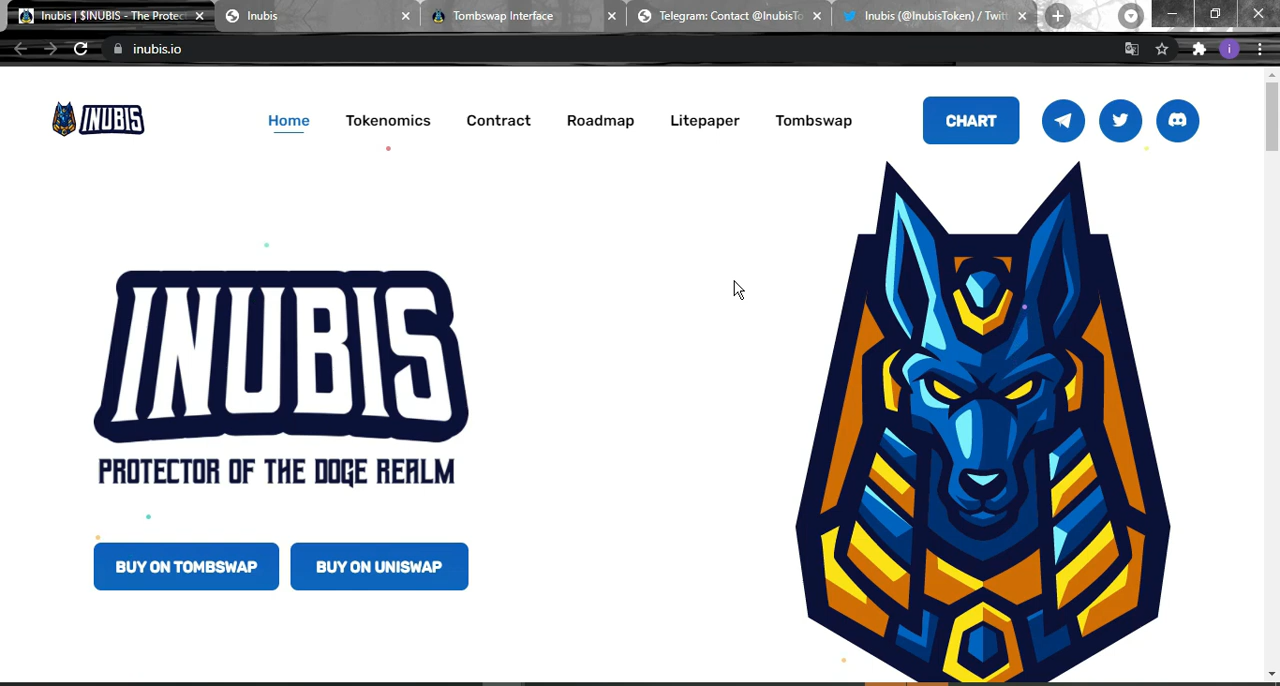 Inubis | $INUBIS - The Protec
Inubis
Tombswap Interface
Telegram: Contact @InubisTo
Inubis (@InubisToken) / Twitt
inubis.io
i
INUBIS
Home
Tokenomics
Contract
Roadmap
Litepaper
Tombswap
CHART
INUBIS
PROTECTOR OF THE DOGE REALM
BUY ON TOMBSWAP
BUY ON UNISWAP